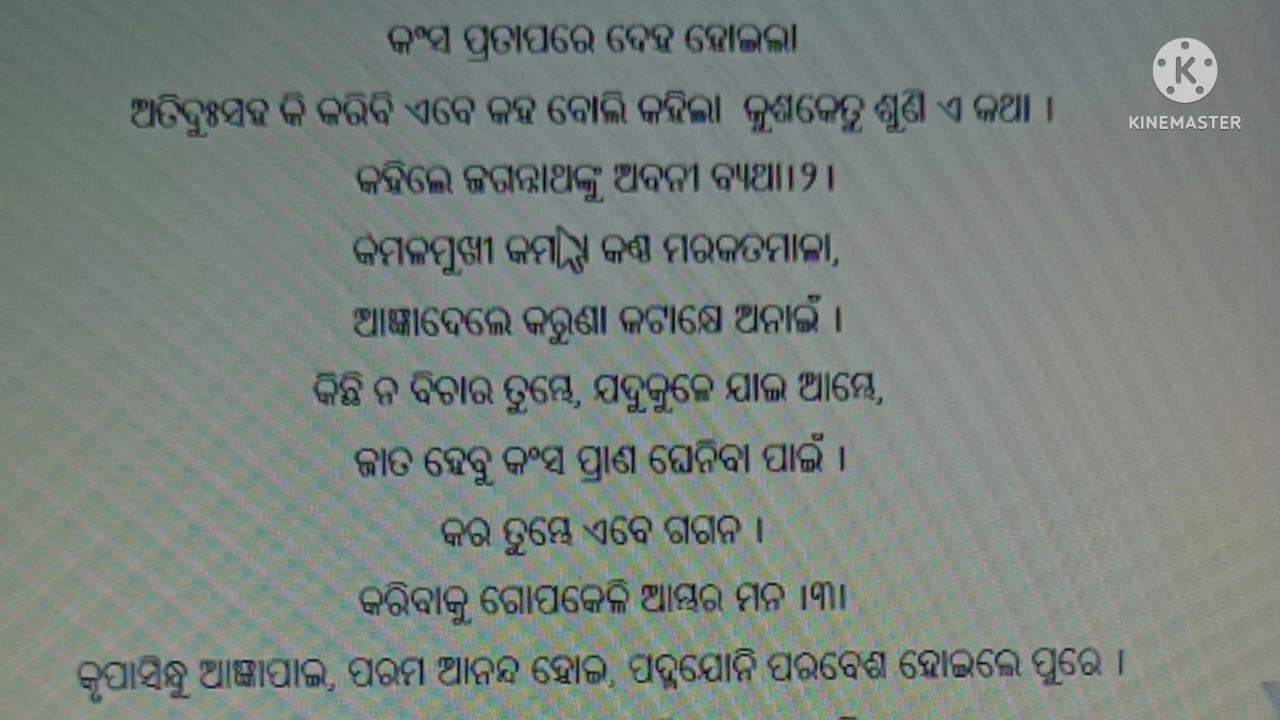 କଂସ ପ୍ରତାପରେ ଦେହ ହୋଇଲା
ଅତିଦୁଃସହ କି କରିବି ଏବେ କହ ବୋଲି କହିଲା କୁଶକେତୁ ଶୁଣି ଏ କଥା ।
କହିଲେ ଜଗନ୍ନାଥଙ୍କୁ ଅବନୀ ବ୍ୟଥା।।୨।
କମଳମୁଖୀ କଣ୍ଠ ମରକତମାଳା,
ଆଜ୍ଞାଦେଲେ କରୁଣା କଟାକ୍ଷେ ଅନାଇଁ ।
କିଛି ନ ବିଚାର ତୁମ୍ଭେ, ଯଦୁକୁଳେ ଯାଇ ଆମ୍ଭେ,
ଜାତ ହେବୁ କଂସ ପ୍ରାଣ ଘେନିବା ପାଇଁ ।
କର ତୁମ୍ଭେ ଏବେ ଗଗନ ।
କରିବାକୁ ଗୋପକେଳି ଆମ୍ଭର ମନ ।୩।
କୃପାସିନ୍ଧୁ ଆଜ୍ଞାପାଇ, ପରମ ଆନନ୍ଦ ହୋଇ, ପଦ୍ମଯୋନି ପରବେଶ ହୋଇଲେ ପୁରେ ।
KINEMASTER